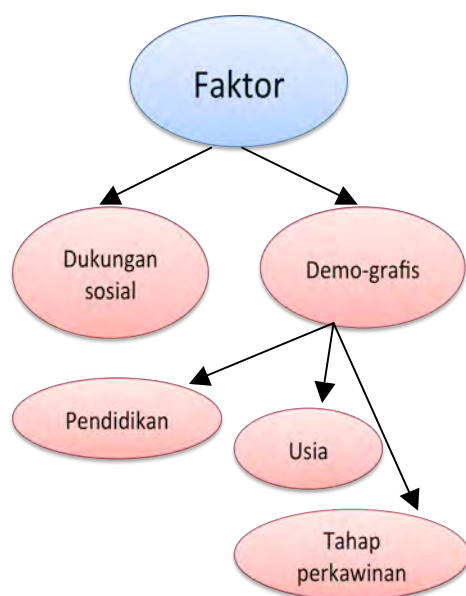 Faktor
Dukungan
sosial
Demo-grafis
Pendidikan
Usia
Tahap
perkawinan